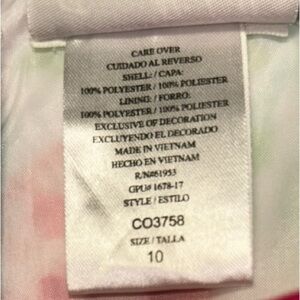 CARE OVER
CUIDADO AL REVERSO
SHELL: / CAPA:
100% POLYESTER / 100% POLIESTER
LINING: / FORRO:
100% POLYESTER / 100% POLIESTER
EXCLUSIVE OF DECORATION
EXCLUYENDO EL DECORADO
MADE IN VIETNAM
HECHO EN VIETNAM
R/N#61953
GPU# 1678-17
STYLE / ESTILO
CO3758
SIZE / TALLA
10